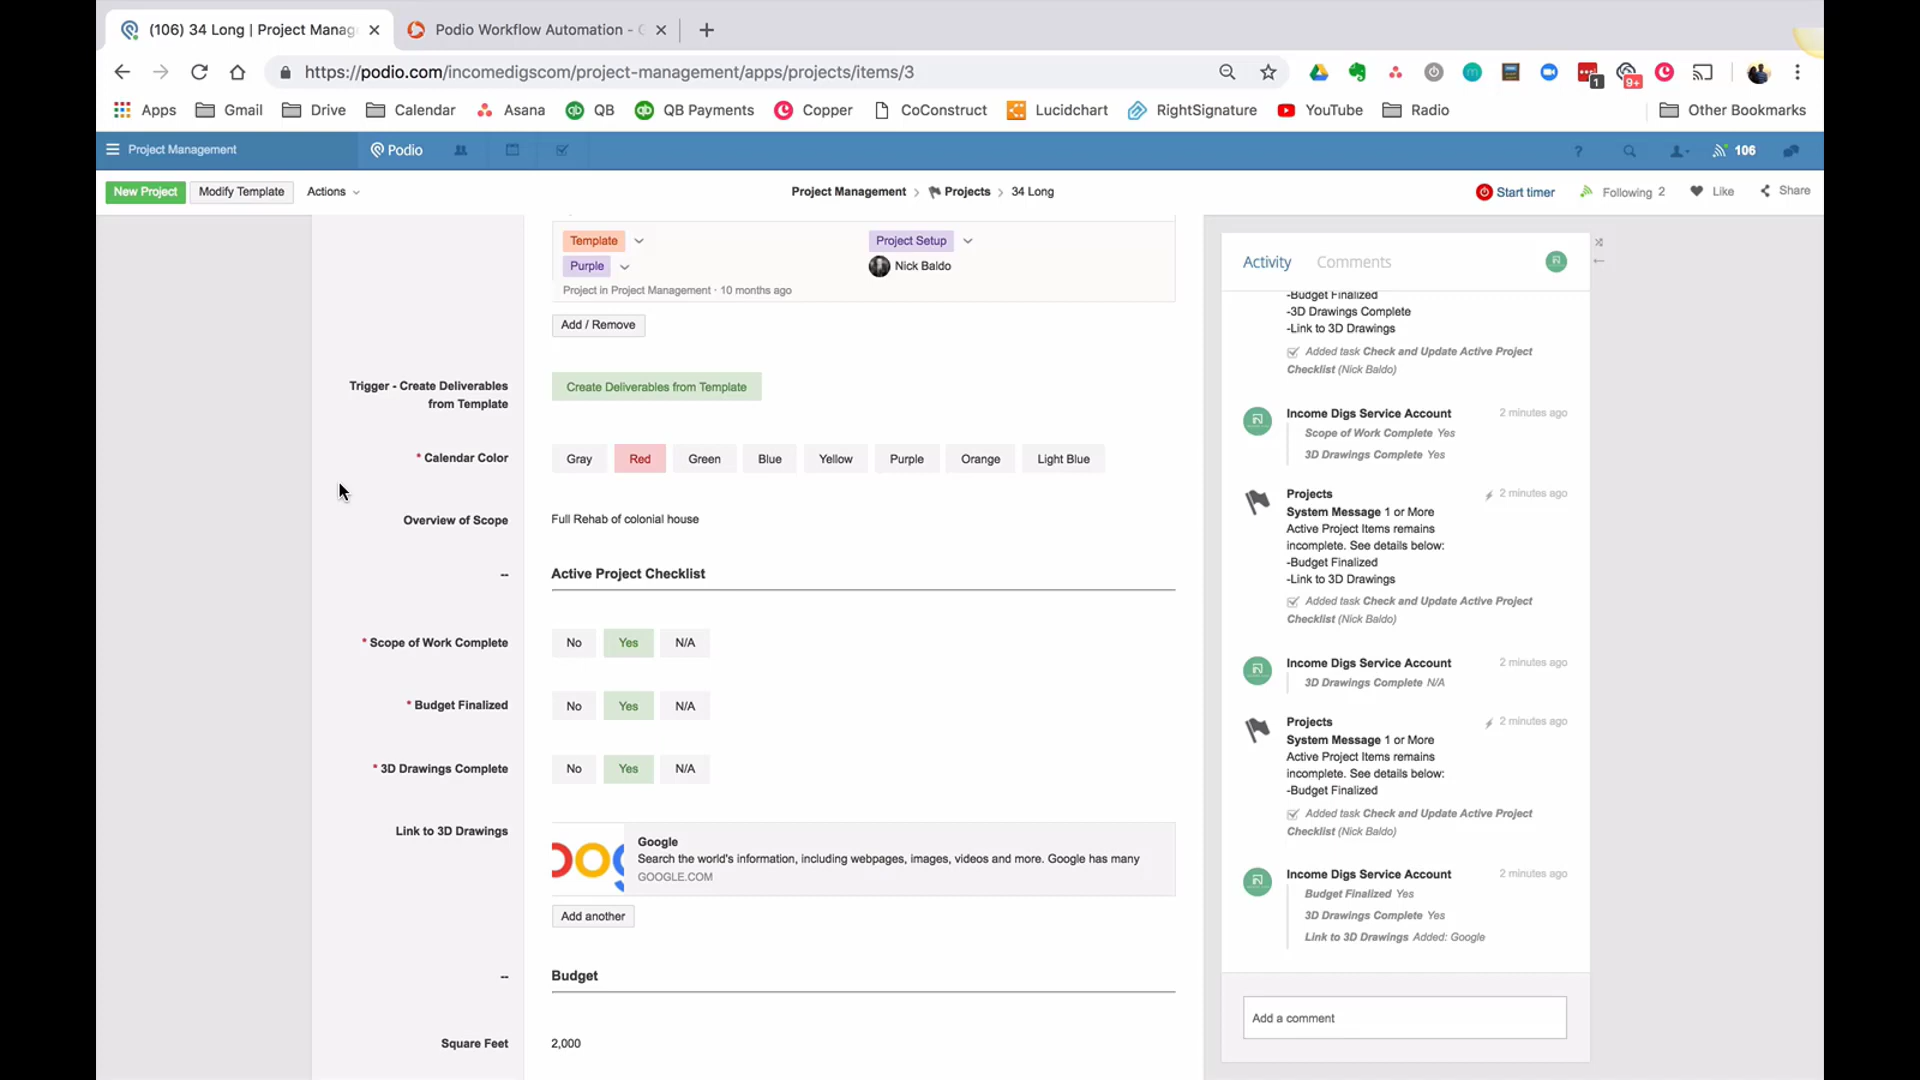 (106) 34 Long | Project Manag
Podio Workflow Automation - G
https://podio.com/incomedigscom/project-management/apps/projects/items/3
1
9+
Apps
Gmail
Drive
Calendar
Asana
QB
QB Payments
Copper
CoConstruct
Lucidchart
RightSignature
YouTube
Radio
Other Bookmarks
Project Management
Podio
?
106
New Project
Modify Template
Actions
Project Management > Projects > 34 Long
Start timer
Following 2
Like
Share
Template
Project Setup
Purple
Nick Baldo
Project in Project Management · 10 months ago
Add / Remove
Trigger - Create Deliverables
from Template
Create Deliverables from Template
* Calendar Color
Gray
Red
Green
Blue
Yellow
Purple
Orange
Light Blue
Overview of Scope
Full Rehab of colonial house
--
Active Project Checklist
* Scope of Work Complete
No
Yes
N/A
* Budget Finalized
No
Yes
N/A
* 3D Drawings Complete
No
Yes
N/A
Link to 3D Drawings
Google
Search the world's information, including webpages, images, videos and more. Google has many
GOOGLE.COM
Add another
--
Budget
Square Feet
2,000
Activity
Comments
-Budget Finalized
-3D Drawings Complete
-Link to 3D Drawings
Added task Check and Update Active Project
Checklist (Nick Baldo)
Income Digs Service Account
2 minutes ago
Scope of Work Complete Yes
3D Drawings Complete Yes
Projects
2 minutes ago
System Message 1 or More
Active Project Items remains
incomplete. See details below:
-Budget Finalized
-Link to 3D Drawings
Added task Check and Update Active Project
Checklist (Nick Baldo)
Income Digs Service Account
2 minutes ago
3D Drawings Complete N/A
Projects
2 minutes ago
System Message 1 or More
Active Project Items remains
incomplete. See details below:
-Budget Finalized
Added task Check and Update Active Project
Checklist (Nick Baldo)
Income Digs Service Account
2 minutes ago
Budget Finalized Yes
3D Drawings Complete Yes
Link to 3D Drawings Added: Google
Add a comment